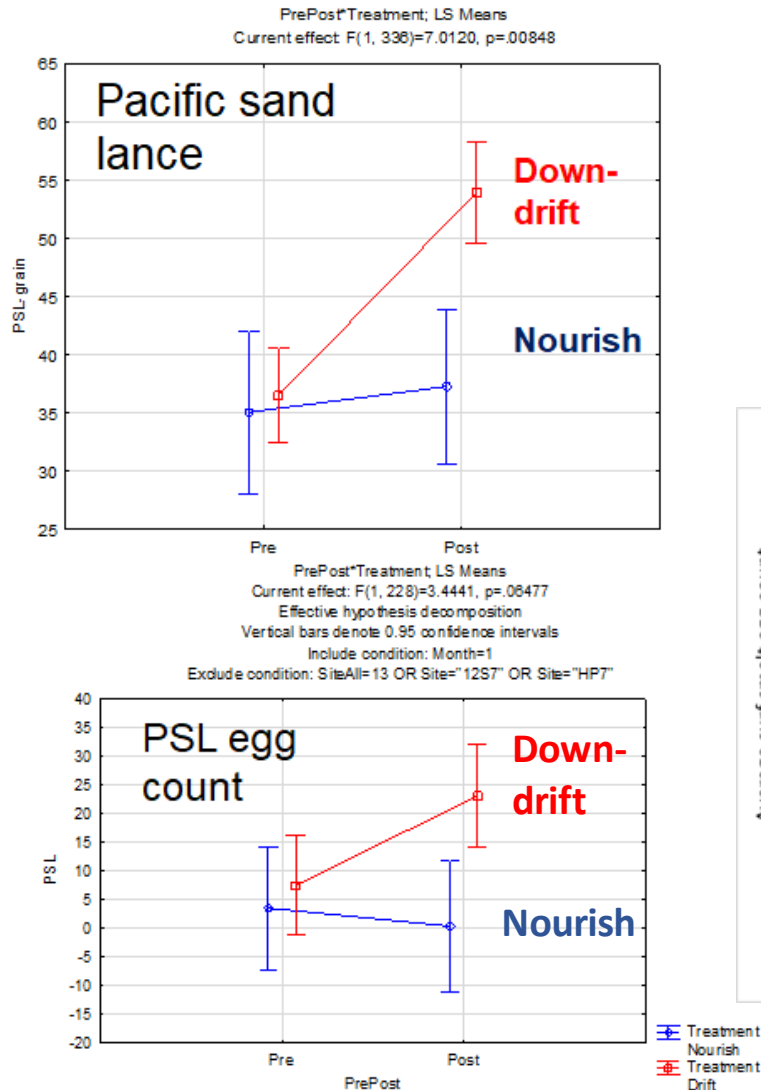 PrePost*Treatment; LS Means
Current effect: F(1, 336)=7.0120, p=.00848
65
60
55
50
45
40
35
30
25
PSL-grain
Pacific sand
lance
Down-
drift
Nourish
Pre Post
PrePost*Treatment; LS Means
Current effect: F(1, 228)=3.4441, p=.06477
Effective hypothesis decomposition
Vertical bars denote 0.95 confidence intervals
Include condition: Month=1
Exclude condition: SiteAll=13 OR Site="12S7" OR Site="HP7"
40
35
30
25
20
15
10
5
0
-5
-10
-15
-20
PSL
PSL egg
count
Down-
drift
Nourish
Pre Post
PrePost
Treatment
Nourish
Treatment
Drift